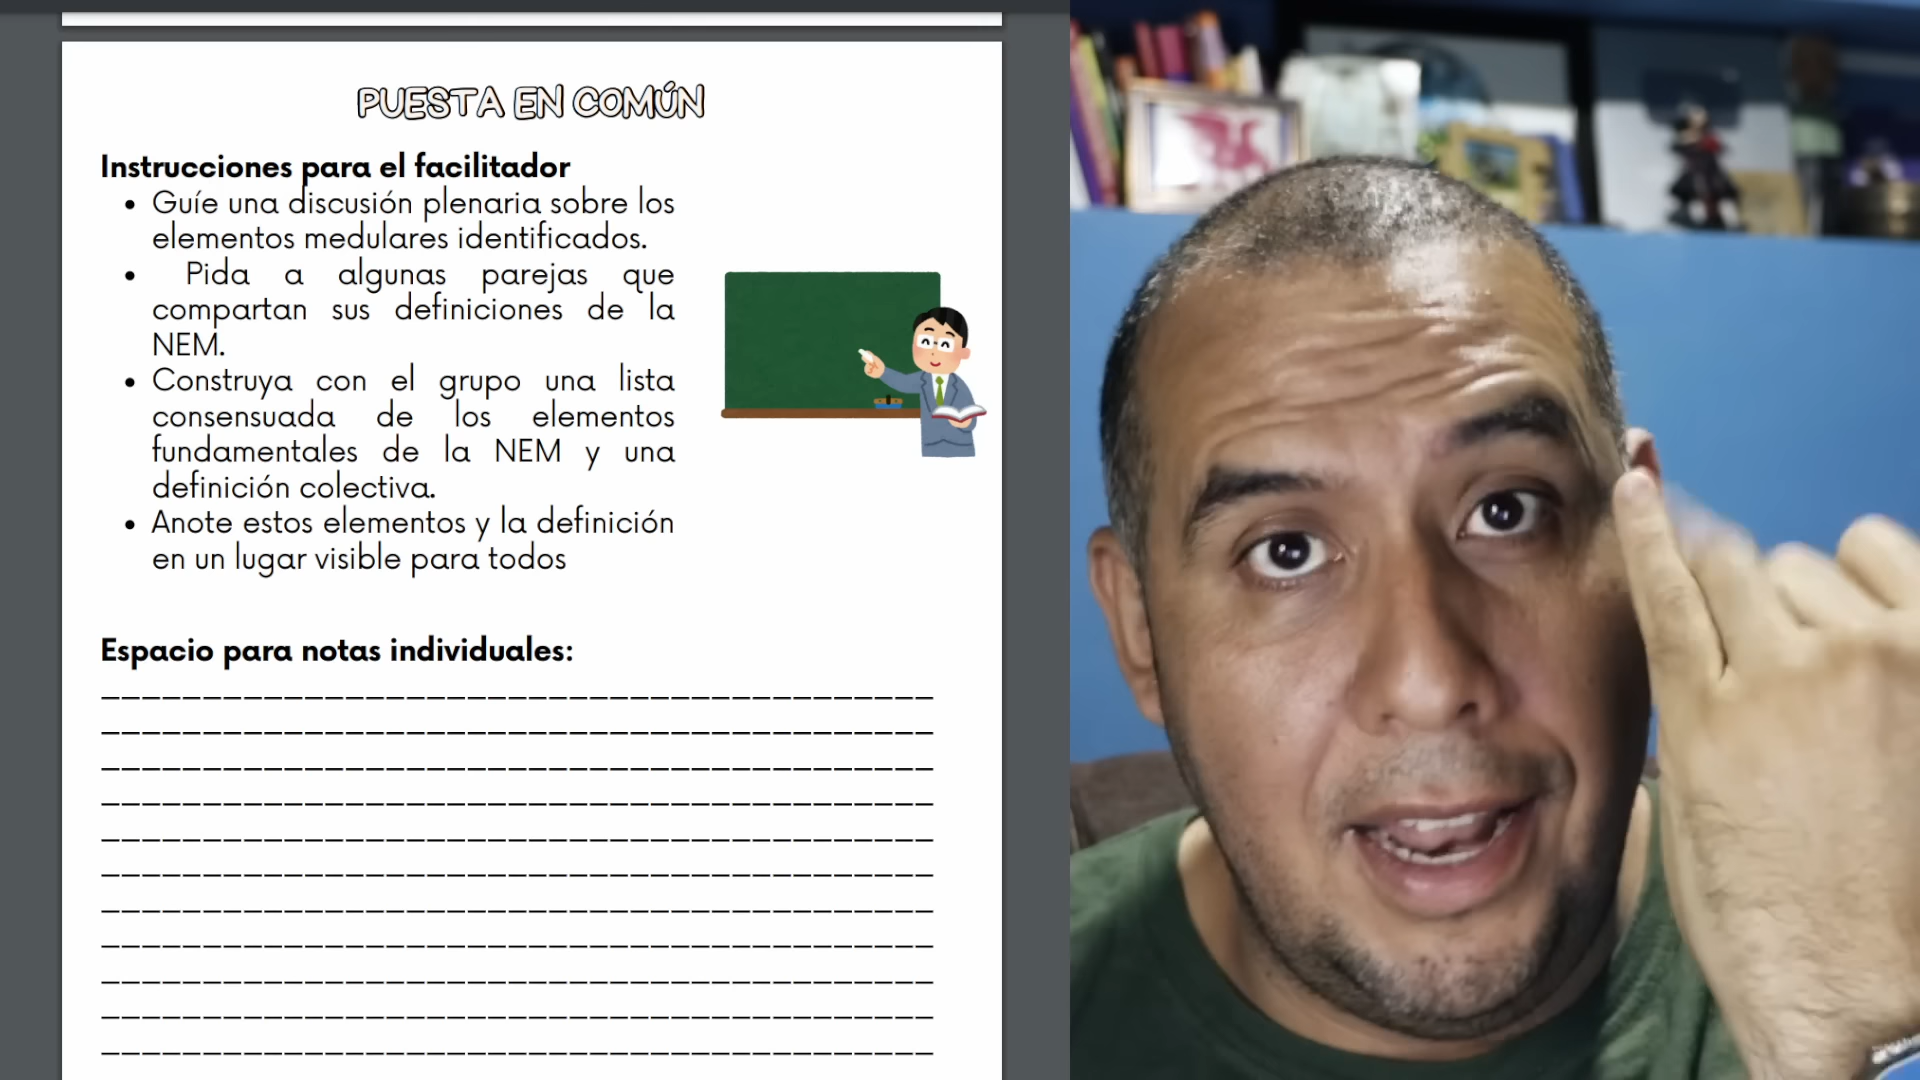 PUESTA EN COMÚN
Instrucciones para el facilitador
• Guíe una discusión plenaria sobre los
elementos medulares identificados.
• Pida a algunas parejas que
compartan sus definiciones de la
NEM.
• Construya con el grupo una lista
consensuada de los elementos
fundamentales de la NEM y una
definición colectiva.
• Anote estos elementos y la definición
en un lugar visible para todos
Espacio para notas individuales: